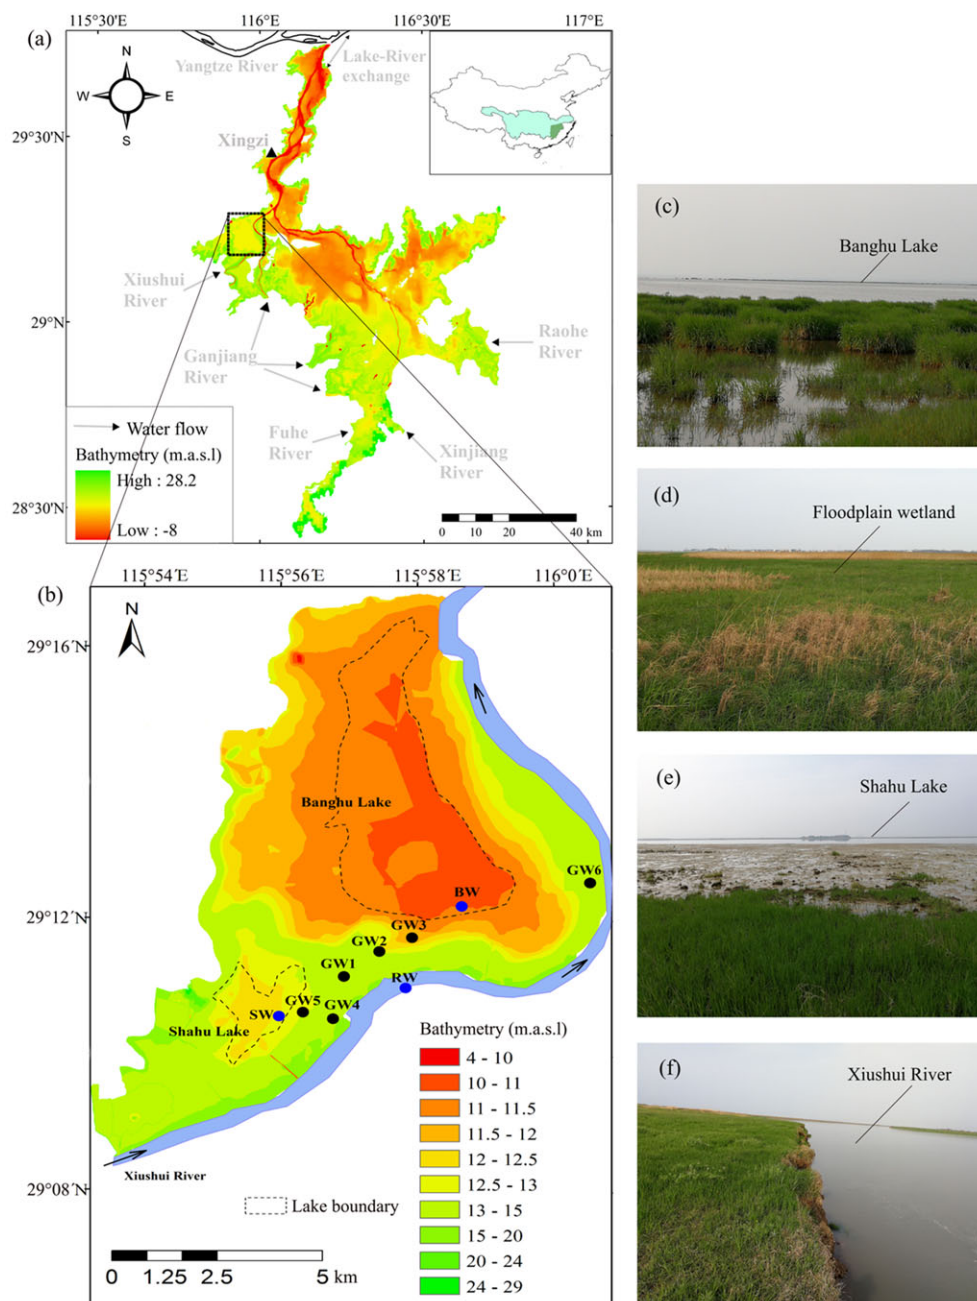 115°50'E
116°E
116°50'E
117°E
(a)
N
W
E
S
Yangtze River
Lake-River
exchange
29°50'N
Xingzi
Xiushui
River
29°N
Ganjiang
River
Raohe
River
Fuhe
River
Xinjiang
River
Water flow
Bathymetry (m.a.s.l)
High : 28.2
Low : -8
28°50'N
0 10 20 40 km
115°54'E
115°56'E
115°58'E
116°0'E
(b)
N
29°16'N
Banghu Lake
BW
GW6
29°12'N
GW3
GW2
GW1
RW
SW
GW5
GW4
Shahu Lake
Bathymetry (m.a.s.l)
4 - 10
10 - 11
11 - 11.5
11.5 - 12
12 - 12.5
12.5 - 13
13 - 15
15 - 20
20 - 24
24 - 29
Xiushui River
29°08'N
Lake boundary
0 1.25 2.5 5 km
(c)
Banghu Lake
(d)
Floodplain wetland
(e)
Shahu Lake
(f)
Xiushui River